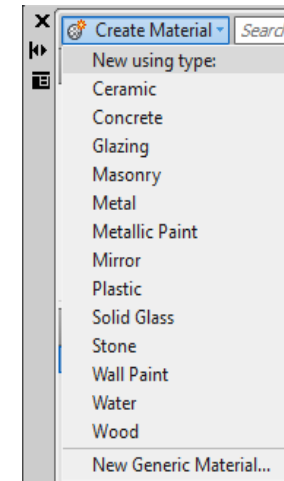 Create Material
Searc
New using type:
Ceramic
Concrete
Glazing
Masonry
Metal
Metallic Paint
Mirror
Plastic
Solid Glass
Stone
Wall Paint
Water
Wood
New Generic Material...